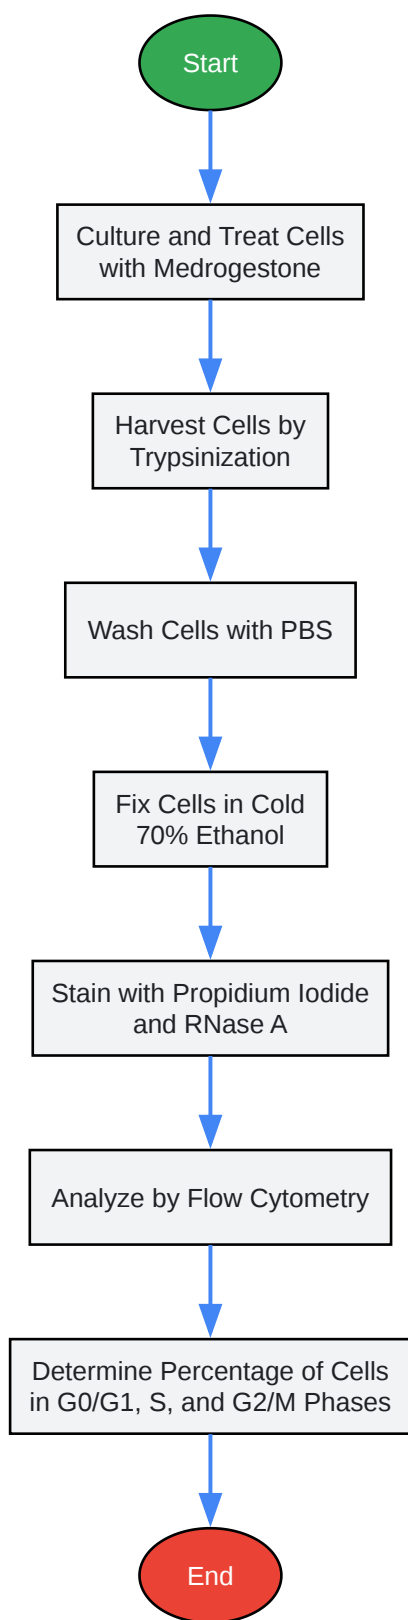 Start
Culture and Treat Cells
with Medrogestone
Harvest Cells by
Trypsinization
Wash Cells with PBS
Fix Cells in Cold
70% Ethanol
Stain with Propidium Iodide
and RNase A
Analyze by Flow Cytometry
Determine Percentage of Cells
in G0/G1, S, and G2/M Phases
End